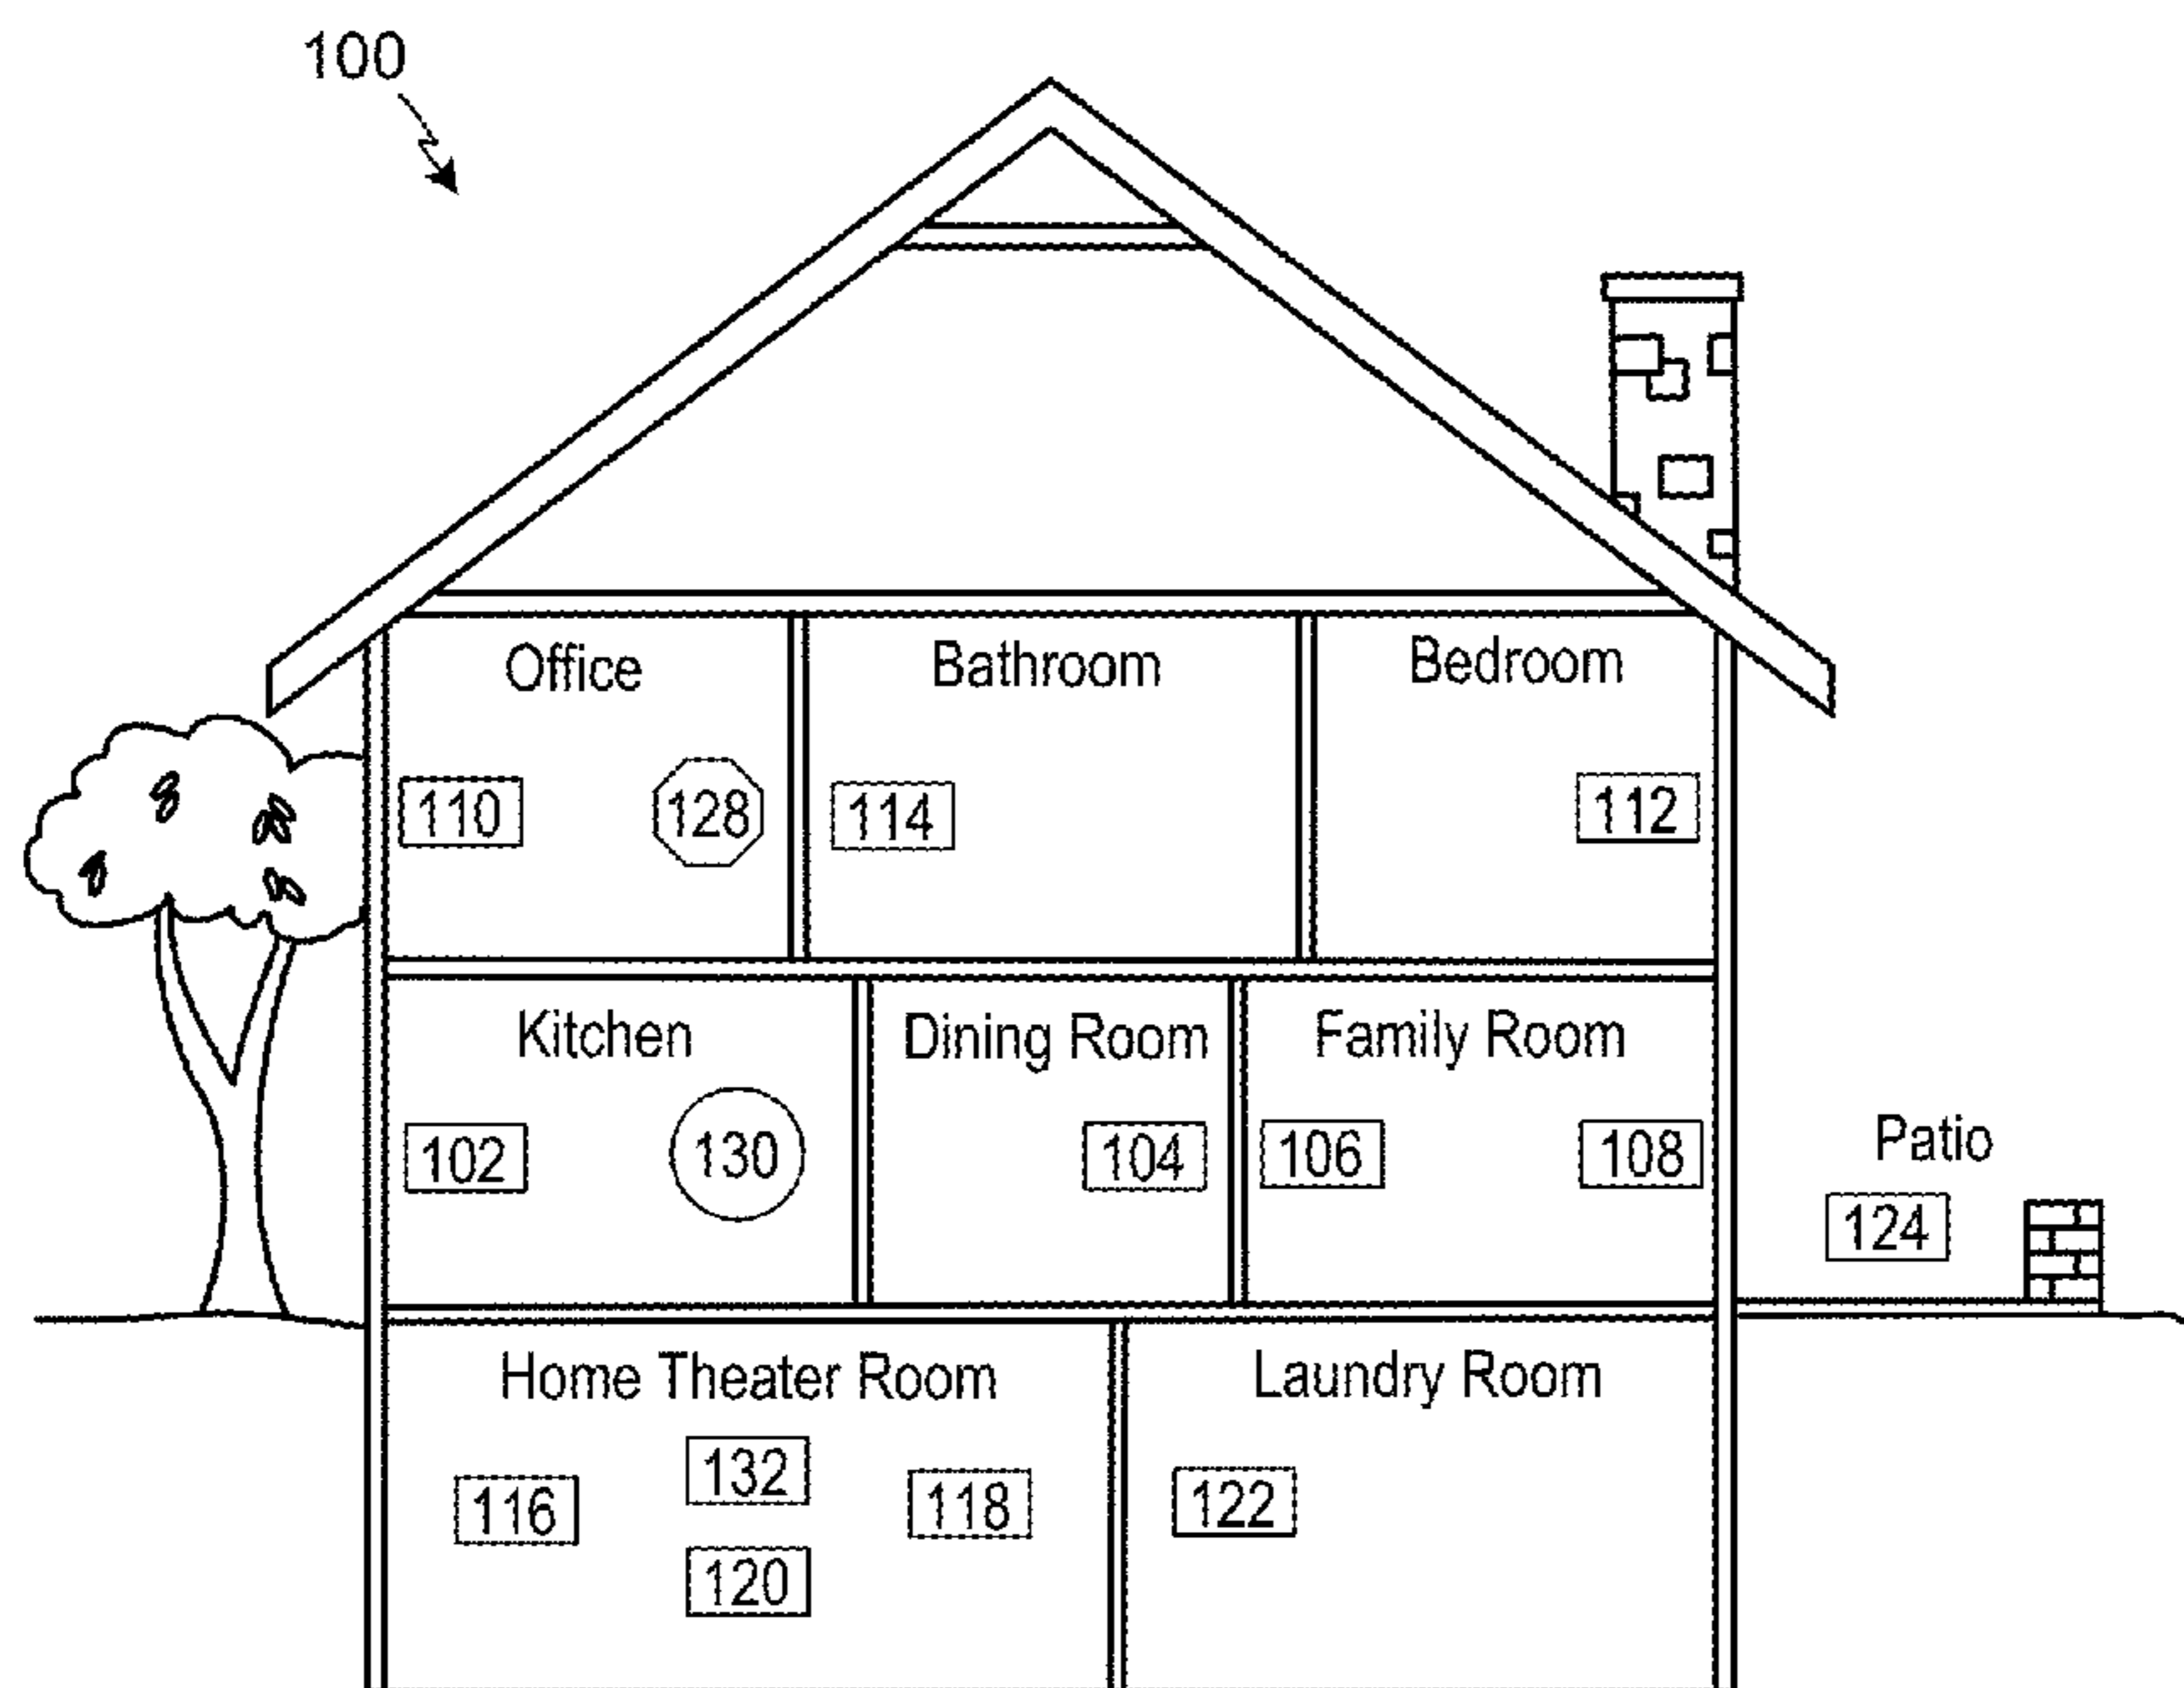 100
Office
Bathroom
Bedroom
110
128
114
112
Kitchen
Dining Room
Family Room
102
130
104
106
108
Patio
124
Home Theater Room
Laundry Room
132
116
118
122
120